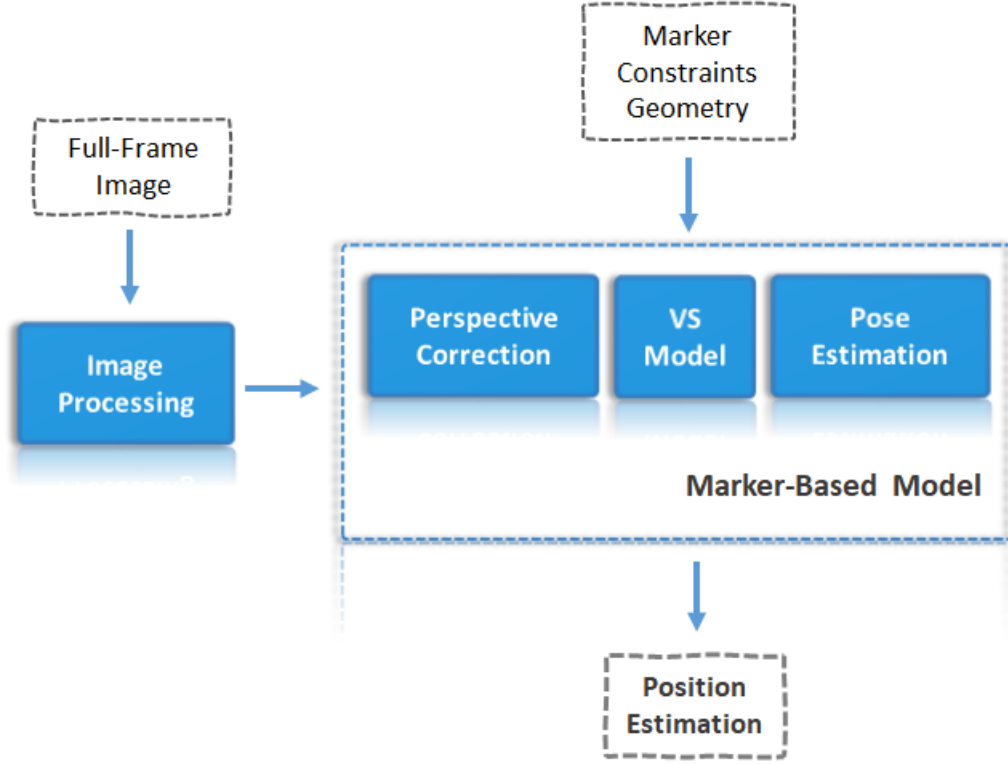 Marker
Constraints
Geometry
Full-Frame
Image
Image
Processing
Perspective
Correction
VS
Model
Pose
Estimation
Marker-Based Model
Position
Estimation